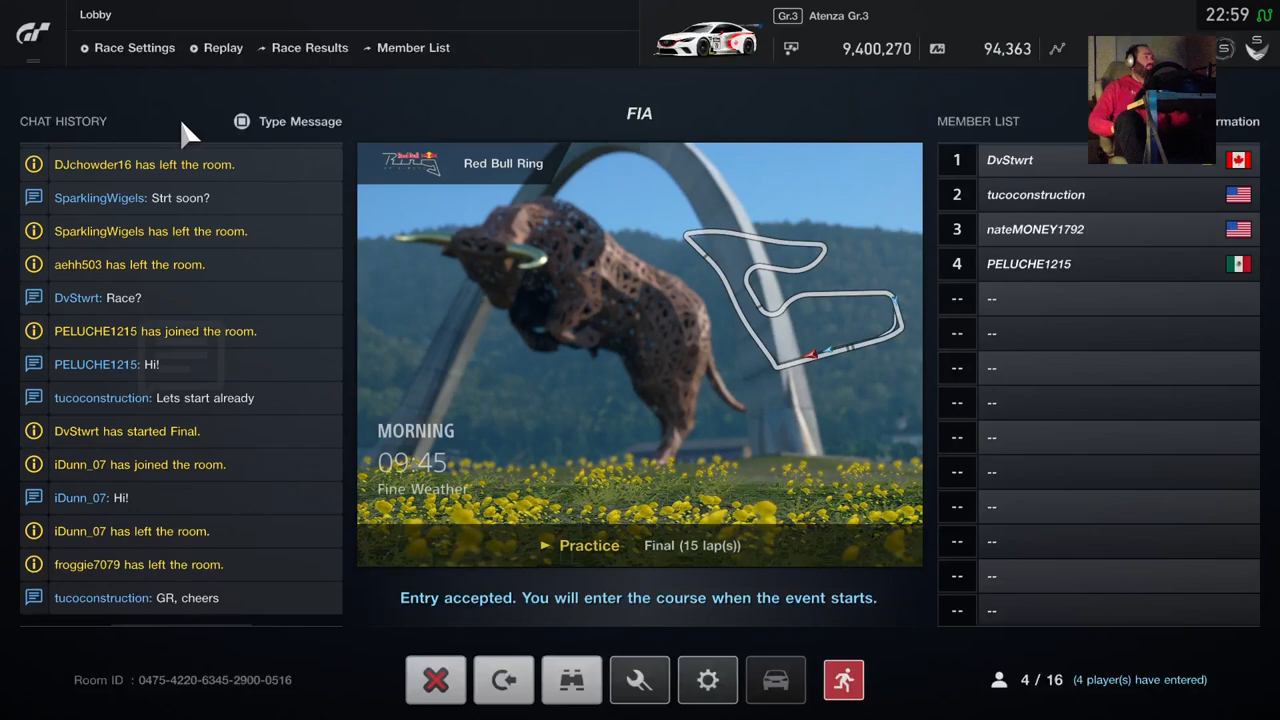 Lobby
Race Settings
Replay
Race Results
Member List
Gr.3 Atenza Gr.3
9,400,270
94,363
22:59
S
S
CHAT HISTORY
Type Message
DJchowder16 has left the room.
SparklingWigels: Strt soon?
SparklingWigels has left the room.
aehh503 has left the room.
DvStwrt: Race?
PELUCHE1215 has joined the room.
PELUCHE1215: Hi!
tucoconstruction: Lets start already
DvStwrt has started Final.
iDunn_07 has joined the room.
iDunn_07: Hi!
iDunn_07 has left the room.
froggie7079 has left the room.
tucoconstruction: GR, cheers
FIA
Red Bull Ring
MORNING
09:45
Fine Weather
Practice Final (15 lap(s))
Entry accepted. You will enter the course when the event starts.
MEMBER LIST
rmation
1 DvStwrt
2 tucoconstruction
3 nateMONEY1792
4 PELUCHE1215
-- --
-- --
-- --
-- --
-- --
-- --
-- --
-- --
-- --
-- --
Room ID : 0475-4220-6345-2900-0516
4 / 16 (4 player(s) have entered)